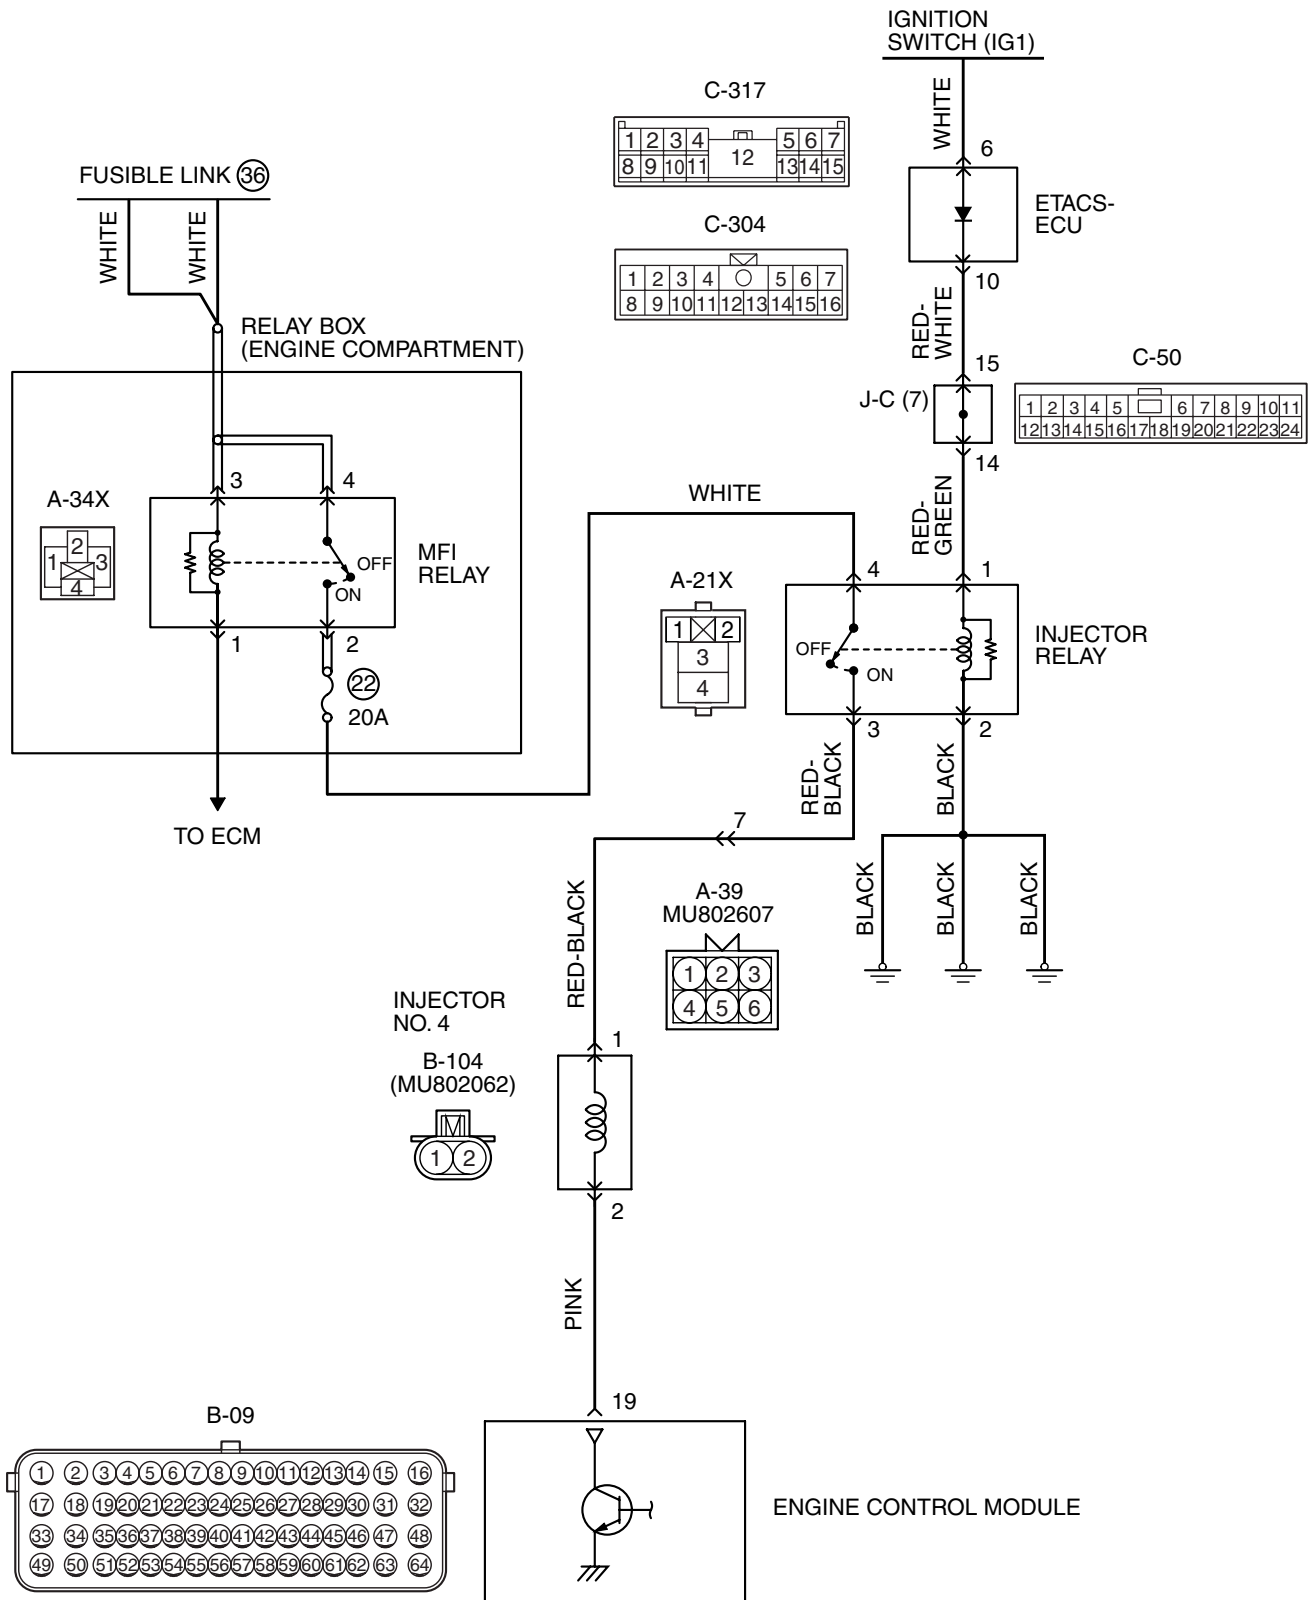 IGNITION
SWITCH (IG1)
WHITE
C-317
1 2 3 4 5 6 7
8 9 10 11 12 13 14 15
6
FUSIBLE LINK 36
WHITE
WHITE
ETACS-
ECU
C-304
1 2 3 4 5 6 7
8 9 10 11 12 13 14 15 16
10
RED-
WHITE
RELAY BOX
(ENGINE COMPARTMENT)
15
C-50
J-C (7)
1 2 3 4 5 6 7 8 9 10 11
12 13 14 15 16 17 18 19 20 21 22 23 24
14
3
4
WHITE
RED-
GREEN
A-34X
2
1 3
4
OFF
ON
MFI
RELAY
A-21X
1 2
3
4
4
1
OFF
ON
INJECTOR
RELAY
1
2
22
20A
3
2
RED-
BLACK
BLACK
TO ECM
7
RED-BLACK
A-39
MU802607
1 2 3
4 5 6
BLACK
BLACK
BLACK
INJECTOR
NO. 4
1
B-104
(MU802062)
1 2
2
PINK
19
B-09
1 2 3 4 5 6 7 8 9 10 11 12 13 14 15 16
17 18 19 20 21 22 23 24 25 26 27 28 29 30 31 32
33 34 35 36 37 38 39 40 41 42 43 44 45 46 47 48
49 50 51 52 53 54 55 56 57 58 59 60 61 62 63 64
ENGINE CONTROL MODULE